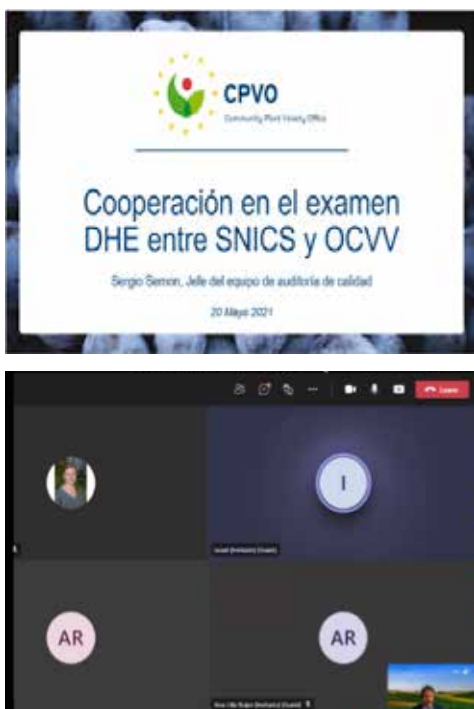 CPVO
Community Plant Variety Office
Cooperación en el examen
DHE entre SNICS y OCVV
Sergio Semon, Jefe del equipo de auditoría de calidad
20 Mayo 2021
Leave
I
AR
AR